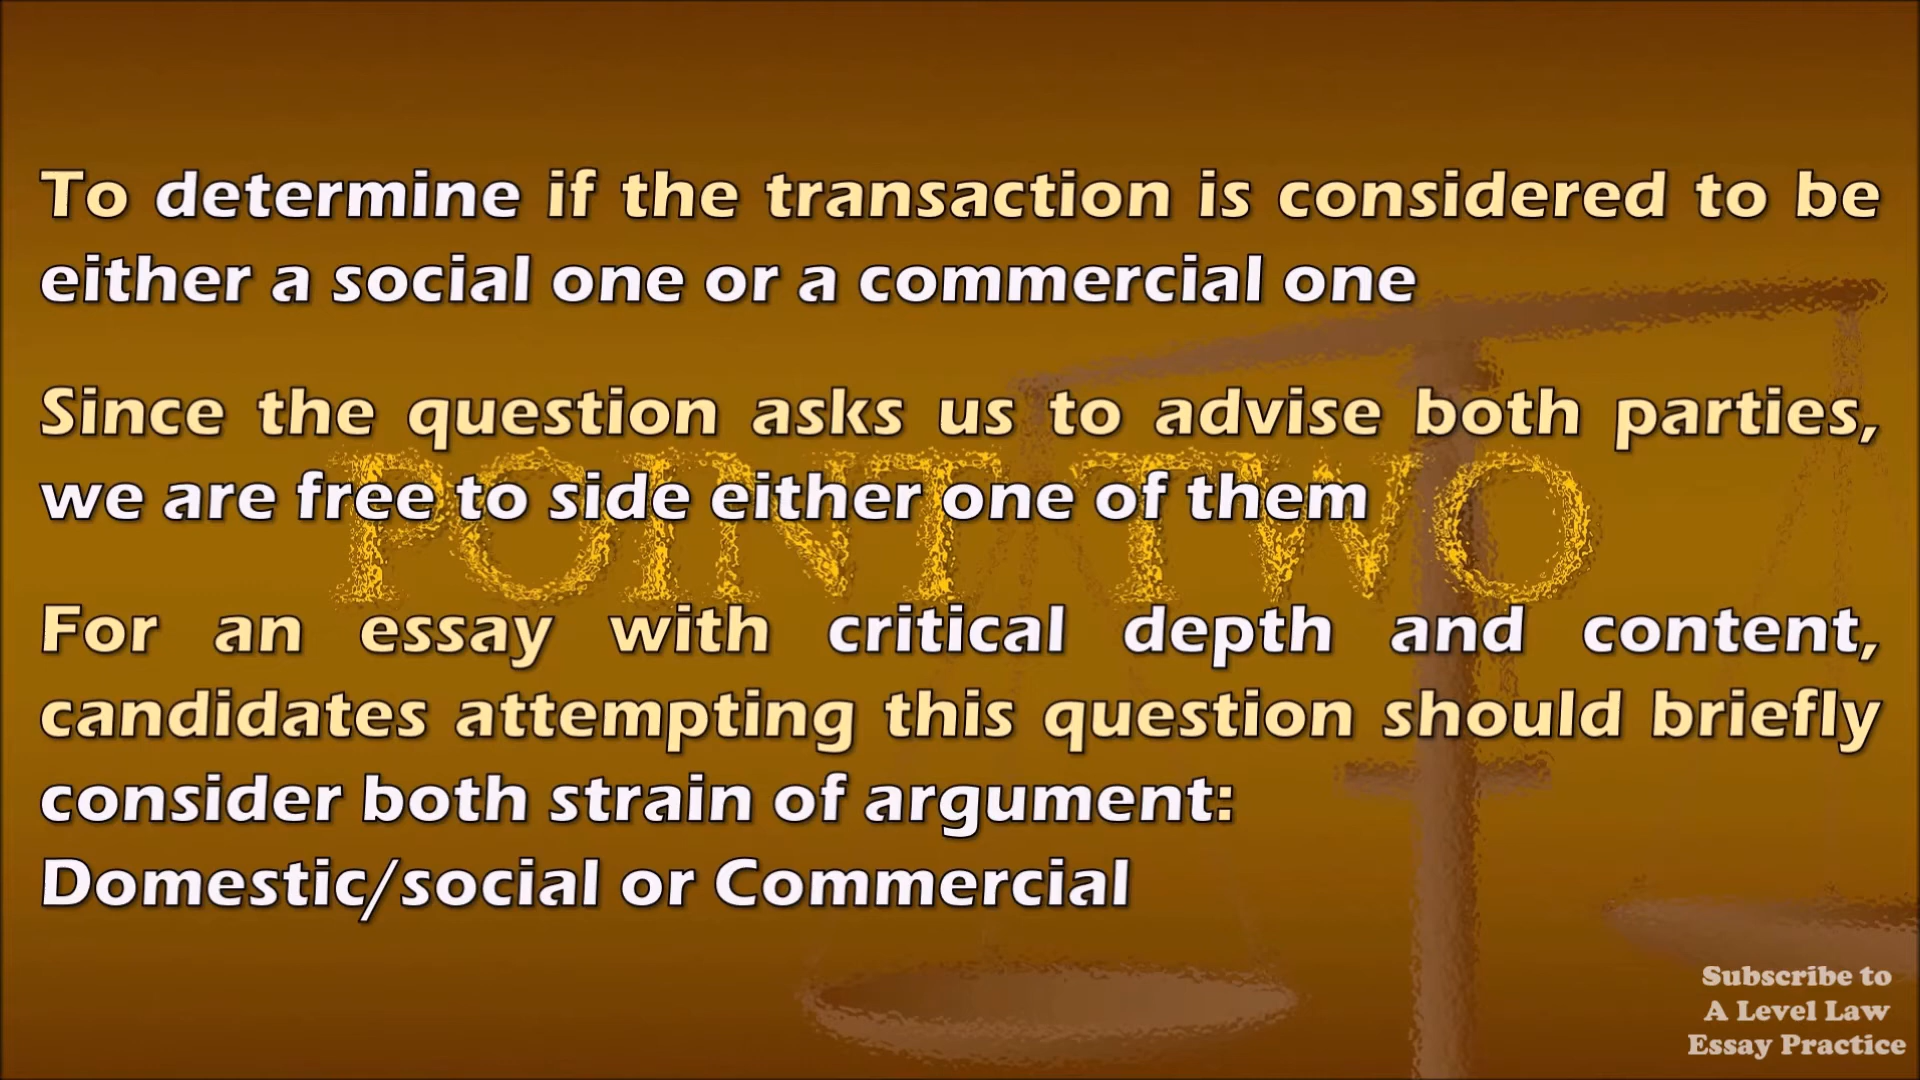 To determine if the transaction is considered to be
either a social one or a commercial one
Since the question asks us to advise both parties,
we are free to side either one of them
POINT TWO
For an essay with critical depth and content,
candidates attempting this question should briefly
consider both strain of argument:
Domestic/social or Commercial
Subscribe to
A Level Law
Essay Practice